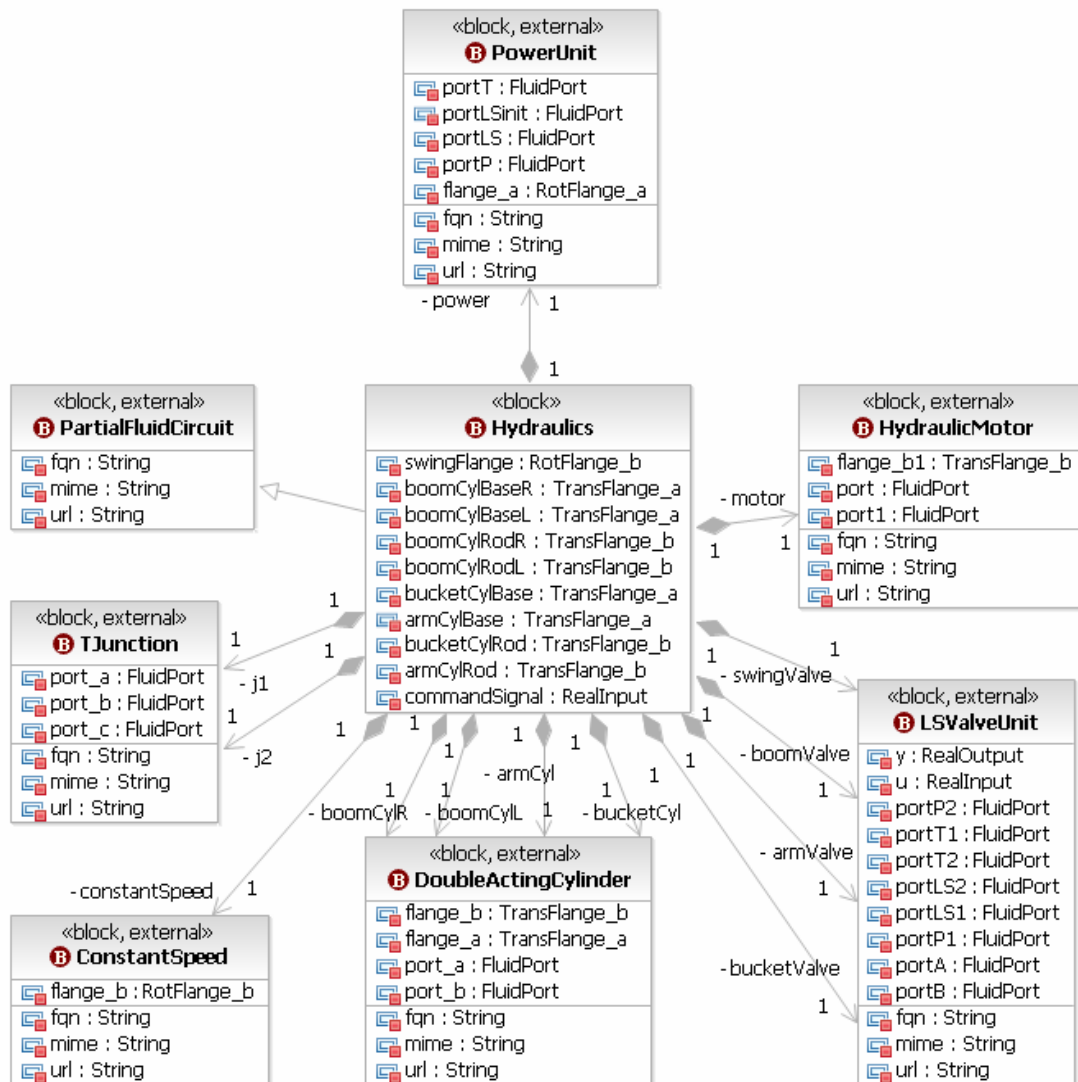 «block, external»
B PowerUnit
portT : FluidPort
portLSinit : FluidPort
portLS : FluidPort
portP : FluidPort
flange_a : RotFlange_a
fqn : String
mime : String
url : String
- power 1
1
«block, external»
B PartialFluidCircuit
fqn : String
mime : String
url : String
«block»
B Hydraulics
swingFlange : RotFlange_b
boomCylBaseR : TransFlange_a
boomCylBaseL : TransFlange_a
boomCylRodR : TransFlange_b
boomCylRodL : TransFlange_b
bucketCylBase : TransFlange_a
armCylBase : TransFlange_a
bucketCylRod : TransFlange_b
armCylRod : TransFlange_b
commandSignal : RealInput
«block, external»
B HydraulicMotor
flange_b1 : TransFlange_b
port : FluidPort
port1 : FluidPort
fqn : String
mime : String
url : String
- motor
1 1
«block, external»
B TJunction
port_a : FluidPort
port_b : FluidPort
port_c : FluidPort
fqn : String
mime : String
url : String
1
1
- j1
1
1
- j2
1
1
- swingValve
1
- boomValve
1
1
- armValve
1
1
- bucketValve
1
1 1 1 1 1
- armCyl
1 1 1 1
- boomCylR - boomCylL - bucketCyl
- constantSpeed 1
«block, external»
B ConstantSpeed
flange_b : RotFlange_b
fqn : String
mime : String
url : String
«block, external»
B DoubleActingCylinder
flange_b : TransFlange_b
flange_a : TransFlange_a
port_a : FluidPort
port_b : FluidPort
fqn : String
mime : String
url : String
«block, external»
B LSValveUnit
y : RealOutput
u : RealInput
portP2 : FluidPort
portT1 : FluidPort
portT2 : FluidPort
portLS2 : FluidPort
portLS1 : FluidPort
portP1 : FluidPort
portA : FluidPort
portB : FluidPort
fqn : String
mime : String
url : String